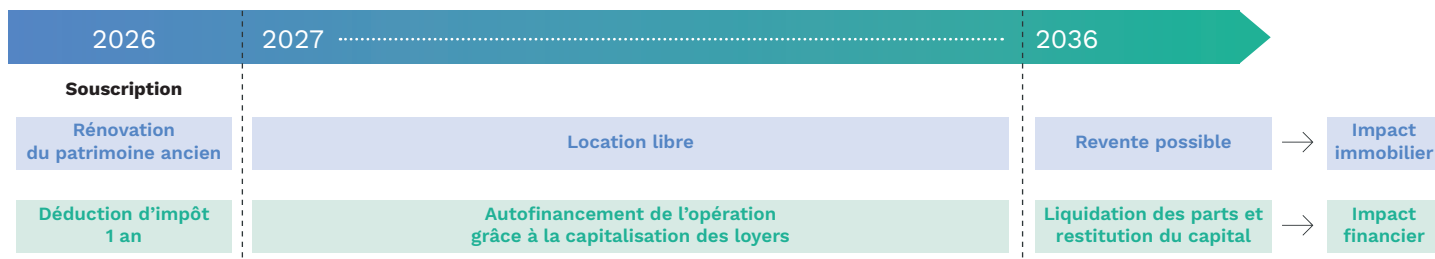 2026
2027
2036
Souscription
Rénovation
du patrimoine ancien
Location libre
Revente possible
Impact
immobilier
Déduction d’impôt
1 an
Autofinancement de l’opération
grâce à la capitalisation des loyers
Liquidation des parts et
restitution du capital
Impact
financier